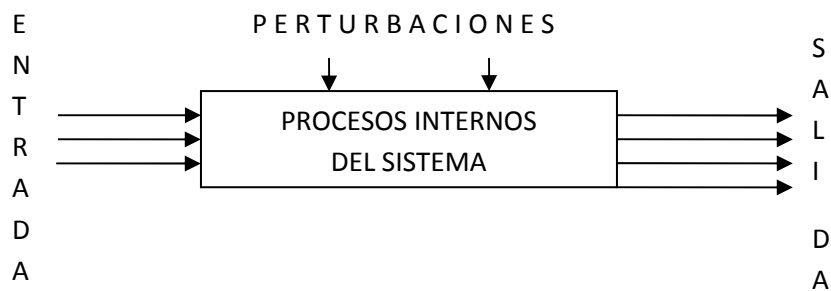 E N T R A D A
P E R T U R B A C I O N E S
PROCESOS INTERNOS
DEL SISTEMA
S A L I D A